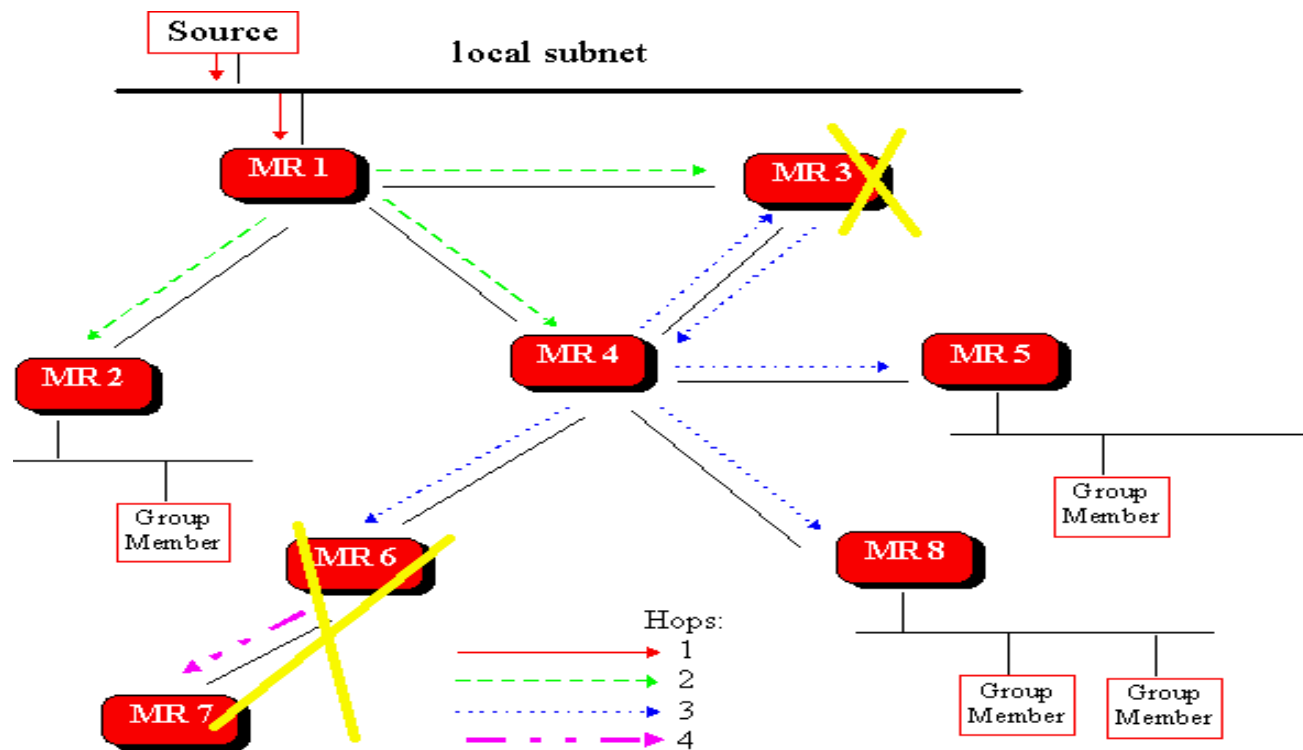 Source
local subnet
MR 1
MR 3
MR 4
MR 2
MR 5
Group
Member
Group
Member
MR 6
MR 8
Hops:
1
2
3
4
Group
Member
Group
Member
MR 7